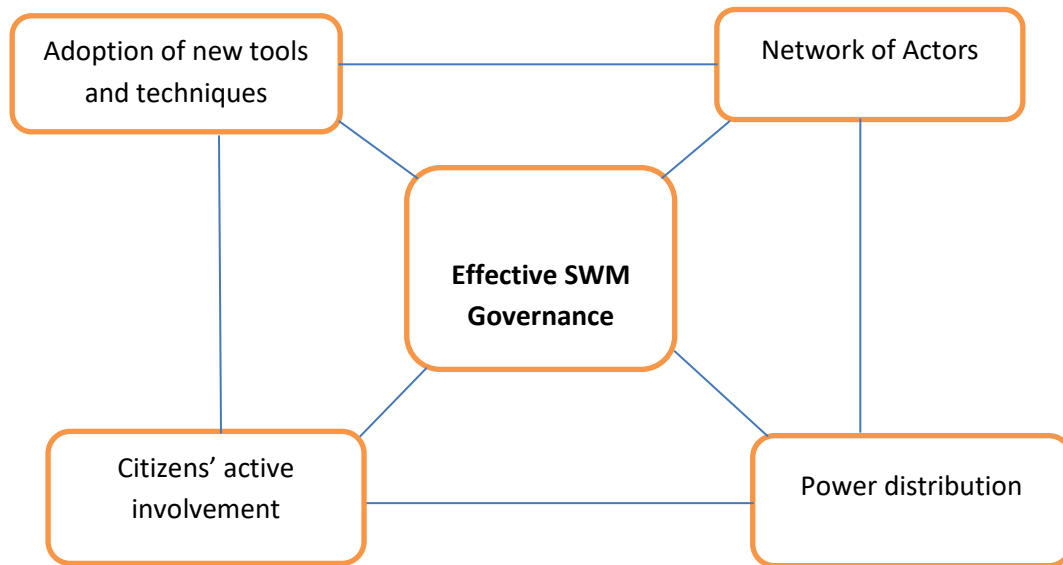 Adoption of new tools
and techniques
Network of Actors
Effective SWM
Governance
Citizens’ active
involvement
Power distribution